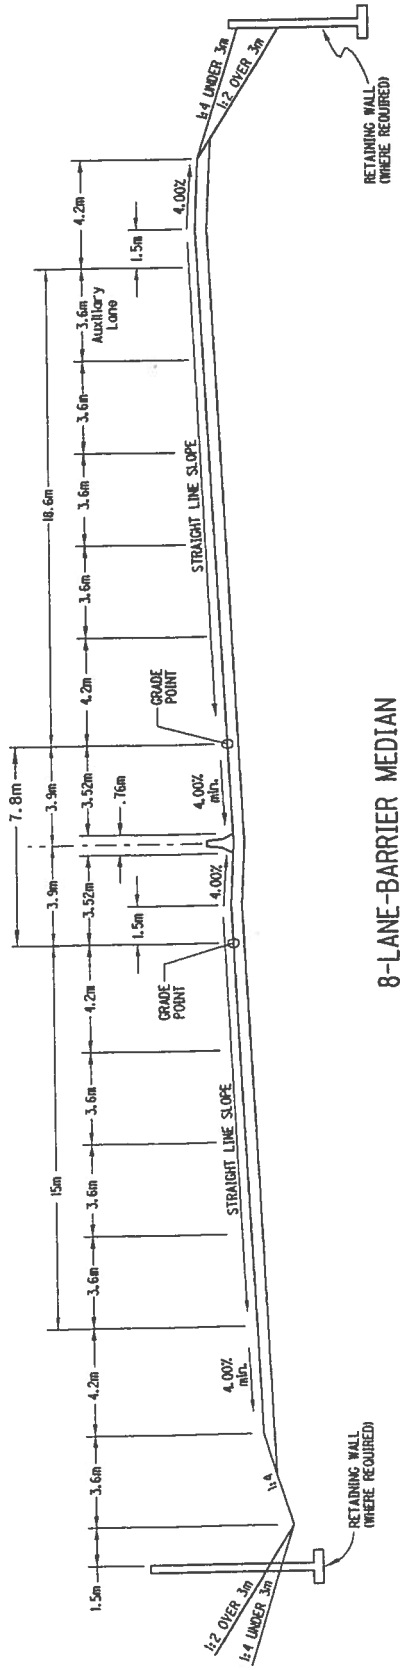 7.8m
15m
3.9m
3.9m
18.6m
1.5m
3.6m
4.2m
3.6m
3.6m
3.6m
4.2m
3.52m
3.52m
4.2m
3.6m
3.6m
3.6m
3.6m
Auxiliary
Lane
4.2m
1.5m
.76m
1.5m
GRADE
POINT
GRADE
POINT
4.00%
min.
STRAIGHT LINE SLOPE
4.00%
4.00%
min.
STRAIGHT LINE SLOPE
4.00%
1:2 OVER 3m
1:4 UNDER 3m
1:4
1:4 UNDER 3m
1:2 OVER 3m
RETAINING WALL
(WHERE REQUIRED)
RETAINING WALL
(WHERE REQUIRED)
8-LANE-BARRIER MEDIAN